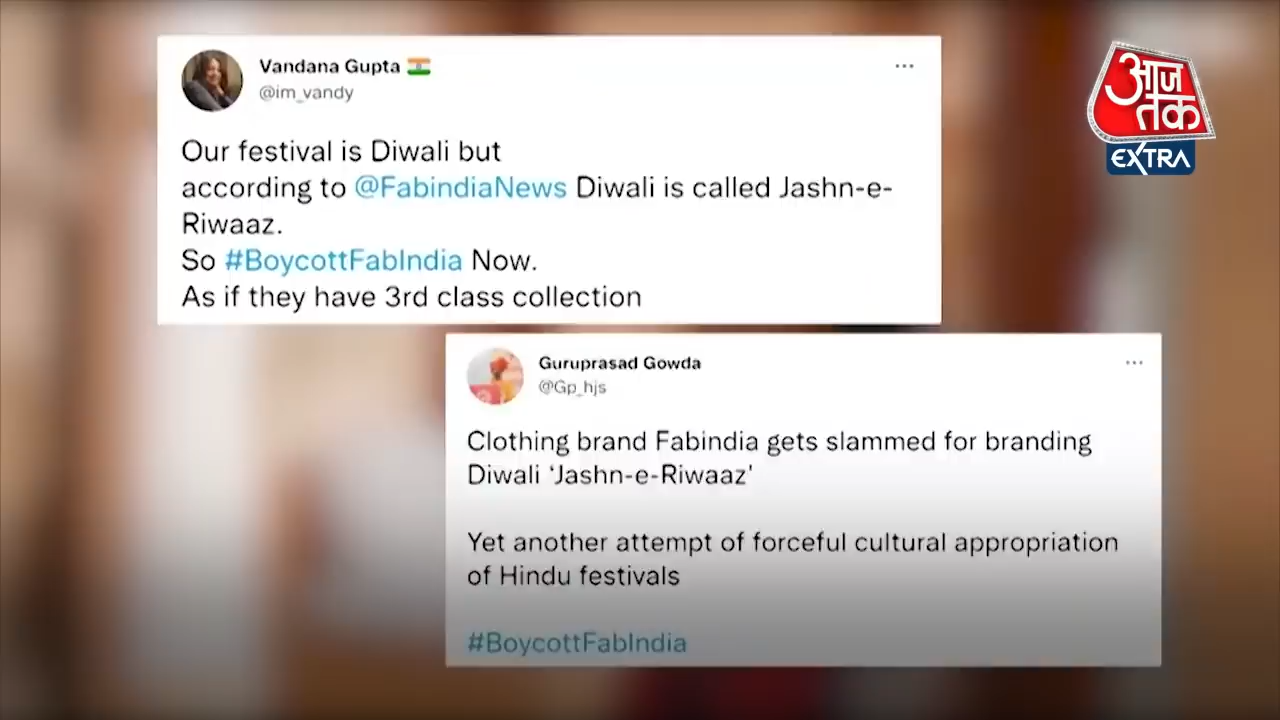 Vandana Gupta
@im_vandy
Our festival is Diwali but
according to @FabindiaNews Diwali is called Jashn-e-
Riwaaz.
So #BoycottFabIndia Now.
As if they have 3rd class collection
आज
तक
EXTRA
Guruprasad Gowda
@Gp_hjs
Clothing brand Fabindia gets slammed for branding
Diwali ‘Jashn-e-Riwaaz’
Yet another attempt of forceful cultural appropriation
of Hindu festivals
#BoycottFabIndia